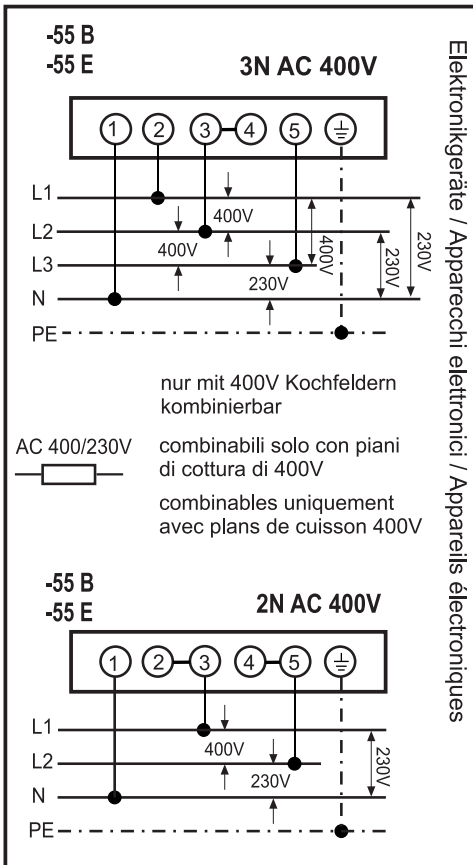 -55 B
-55 E
3N AC 400V
1 2 3 4 5
L1
400V
L2
400V
400V
230V
230V
L3
230V
N
PE
nur mit 400V Kochfeldern
kombinierbar
AC 400/230V
combinabili solo con piani
di cottura di 400V
combinables uniquement
avec plans de cuisson 400V
-55 B
-55 E
2N AC 400V
1 2 3 4 5
L1
400V
230V
L2
230V
N
PE
Elektronikgeräte / Apparecchi elettronici / Appareils électroniques